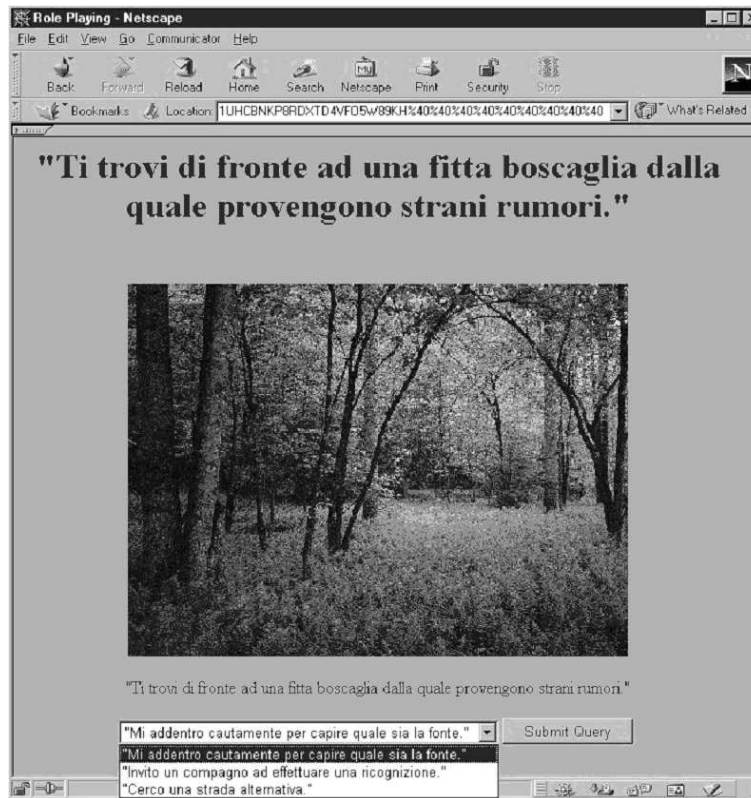 Role Playing - Netscape
File Edit View Go Communicator Help
Back Forward Reload Home Search Netscape Print Security Stop
Bookmarks Location: 1UHCBNKP8RDXTD4VFO5W89KH%40%40%40%40%40%40%40%40%40 What's Related
"Ti trovi di fronte ad una fitta boscaglia dalla
quale provengono strani rumori."
"Ti trovi di fronte ad una fitta boscaglia dalla quale provengono strani rumori."
"Mi addentro cautamente per capire quale sia la fonte." Submit Query
"Mi addentro cautamente per capire quale sia la fonte."
"Invito un compagno ad effettuare una ricognizione."
"Cerco una strada alternativa."